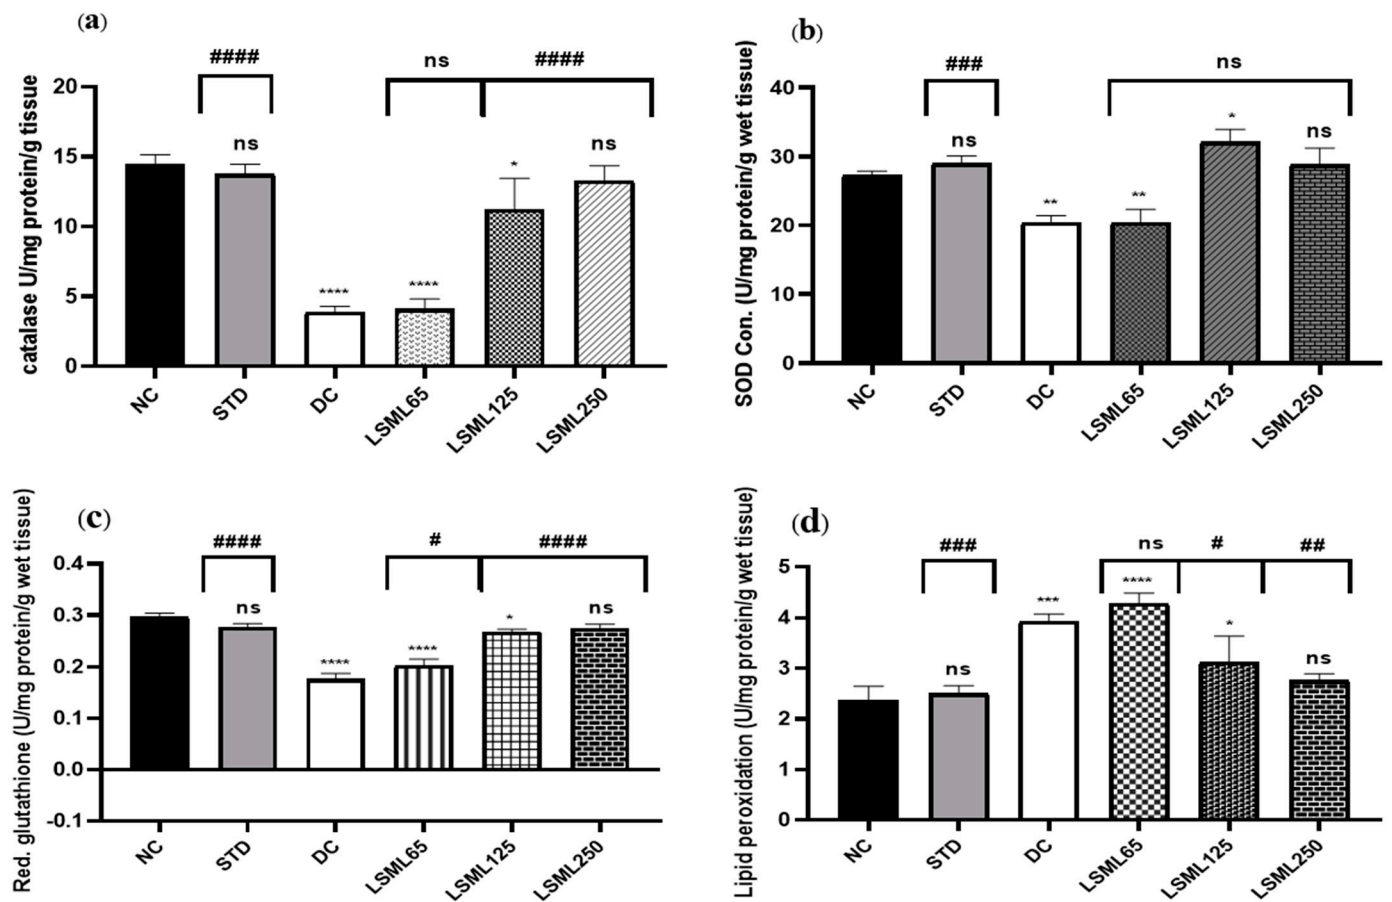 (a)
catalase U/mg protein/g tissue
20
15
10
5
0
####
ns
####
ns
****
****
*
ns
NC
STD
DC
LSML65
LSML125
LSML250
(b)
SOD Con. (U/mg protein/g wet tissue)
40
30
20
10
0
###
ns
ns
**
**
*
ns
NC
STD
DC
LSML65
LSML125
LSML250
(c)
Red. glutathione (U/mg protein/g wet tissue)
0.4
0.3
0.2
0.1
0.0
-0.1
####
#
####
ns
****
****
*
ns
NC
STD
DC
LSML65
LSML125
LSML250
(d)
Lipid peroxidation (U/mg protein/g wet tissue)
5
4
3
2
1
0
###
ns
#
##
ns
***
****
*
ns
NC
STD
DC
LSML65
LSML125
LSML250